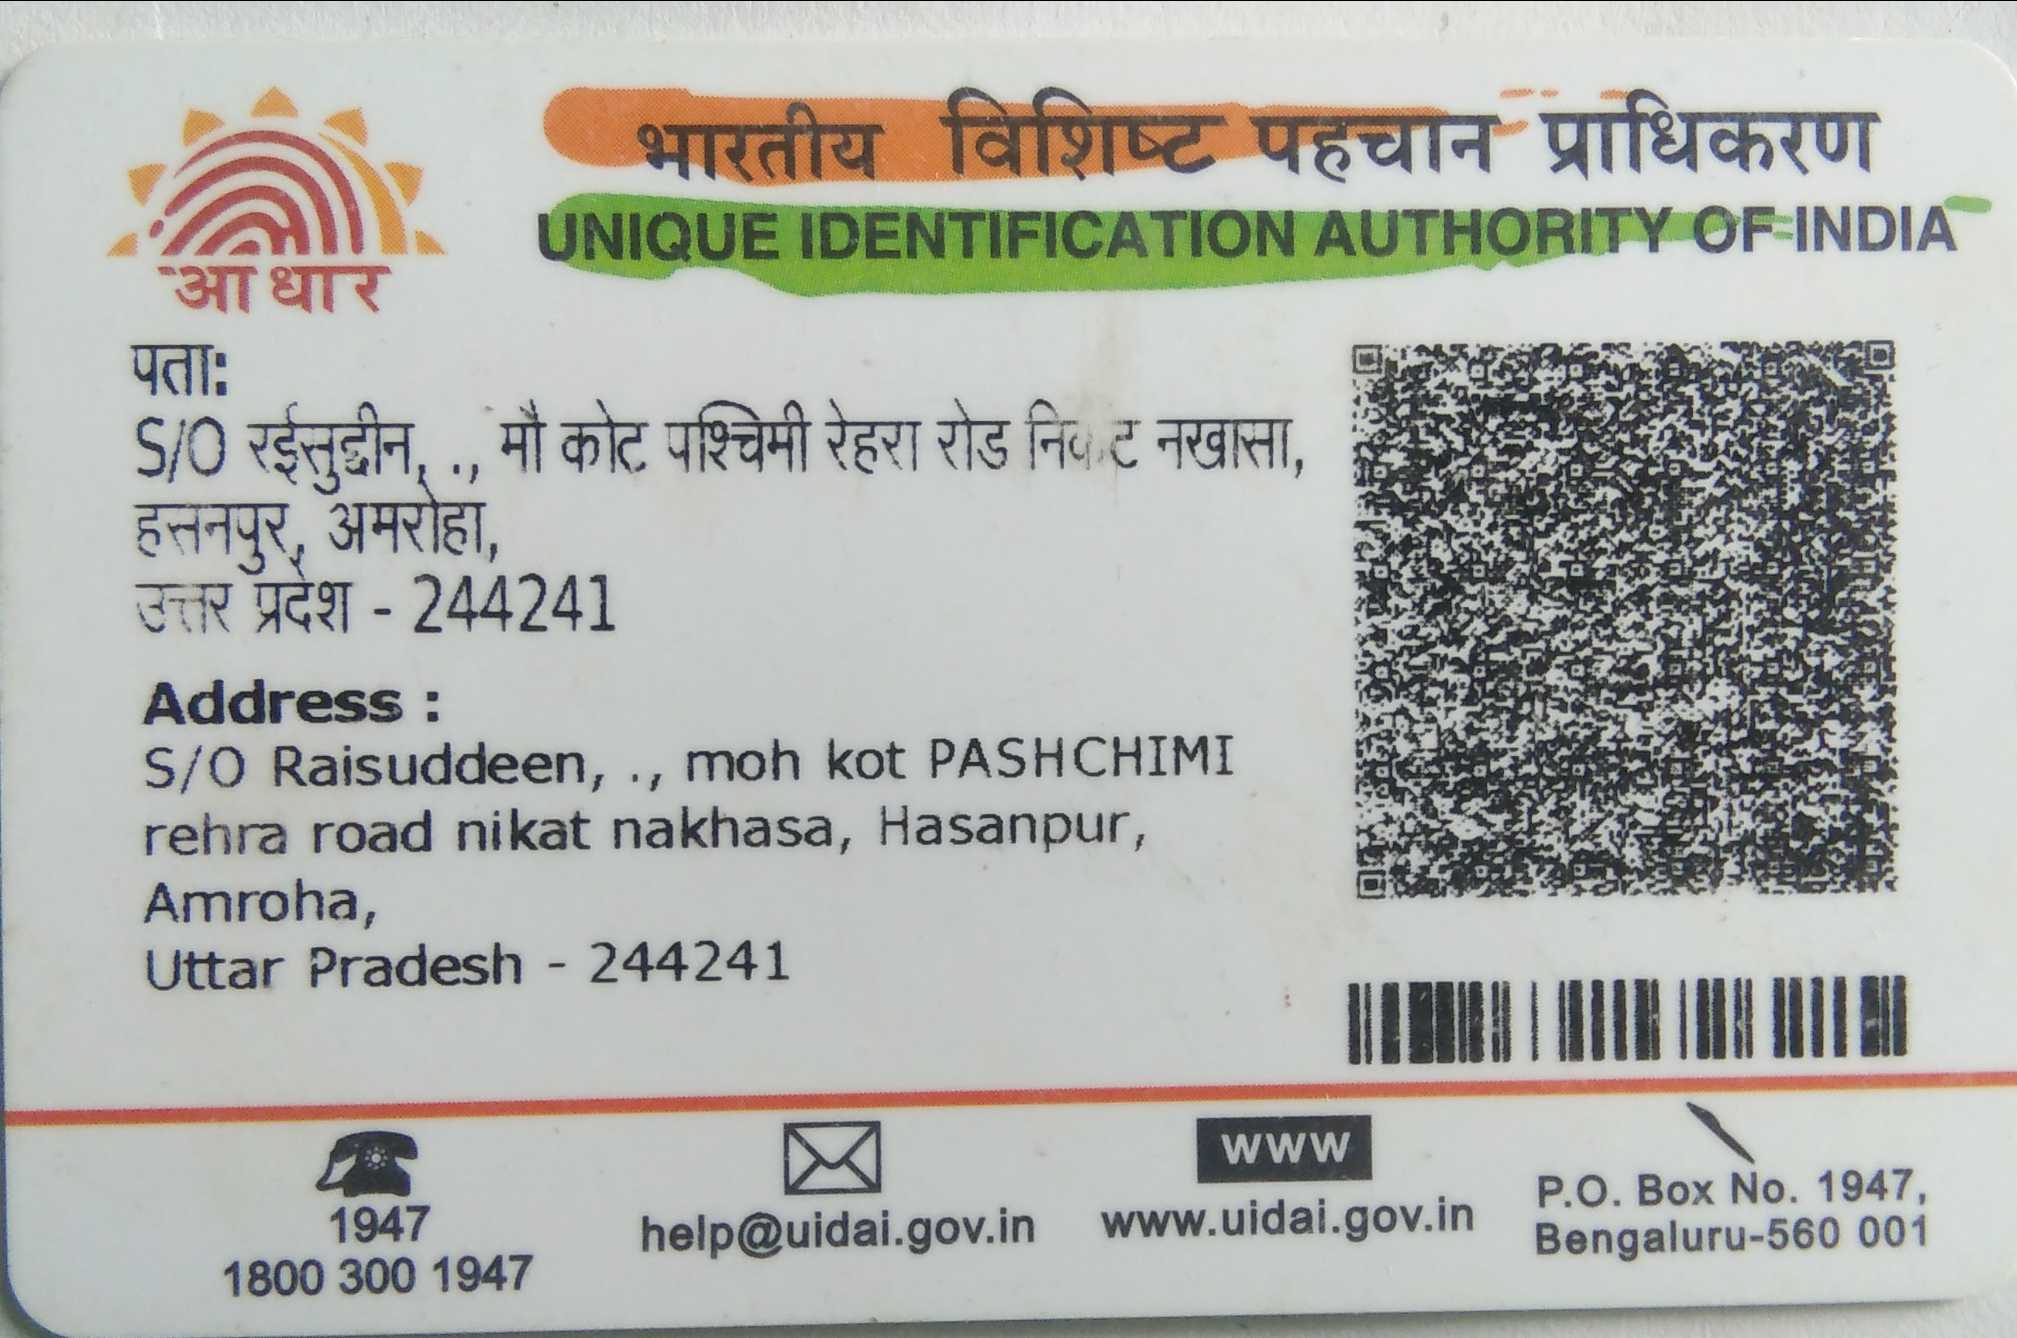 भारतीय विशिष्ट पहचान प्राधिकरण
UNIQUE IDENTIFICATION AUTHORITY OF INDIA
आधार
पता:
S/O रईसुद्दीन, ., मौ कोट पश्चिमी रेहरा रोड निकट नखासा,
हसनपुर, अमरोहा,
उत्तर प्रदेश - 244241
Address :
S/O Raisuddeen, ., moh kot PASHCHIMI
rehra road nikat nakhasa, Hasanpur,
Amroha,
Uttar Pradesh - 244241
1947
1800 300 1947
help@uidai.gov.in
www
www.uidai.gov.in
P.O. Box No. 1947,
Bengaluru-560 001